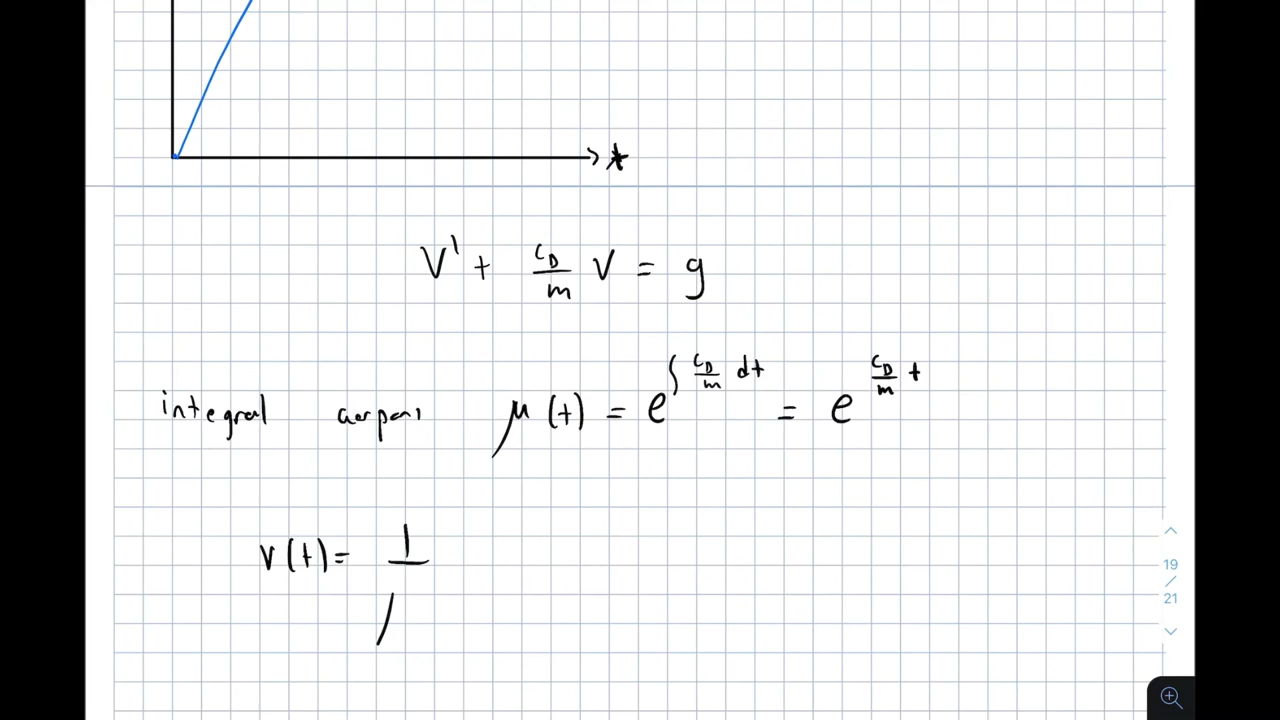 t
V' + C_D/m V = g
integral çarpanı μ(t) = e^{∫ C_D/m dt} = e^{C_D/m t}
v(t) = 1/
19
/
21